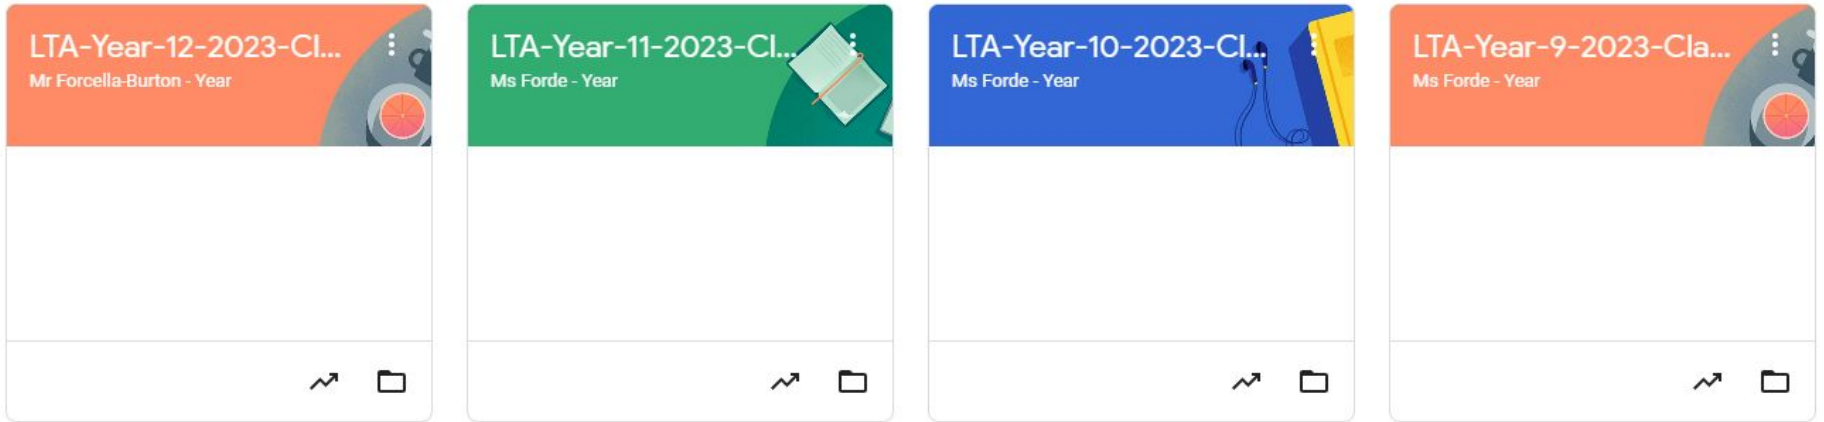 LTA-Year-12-2023-Cl...
Mr Forcella-Burton - Year
LTA-Year-11-2023-Cl...
Ms Forde - Year
LTA-Year-10-2023-Cl...
Ms Forde - Year
LTA-Year-9-2023-Cla...
Ms Forde - Year